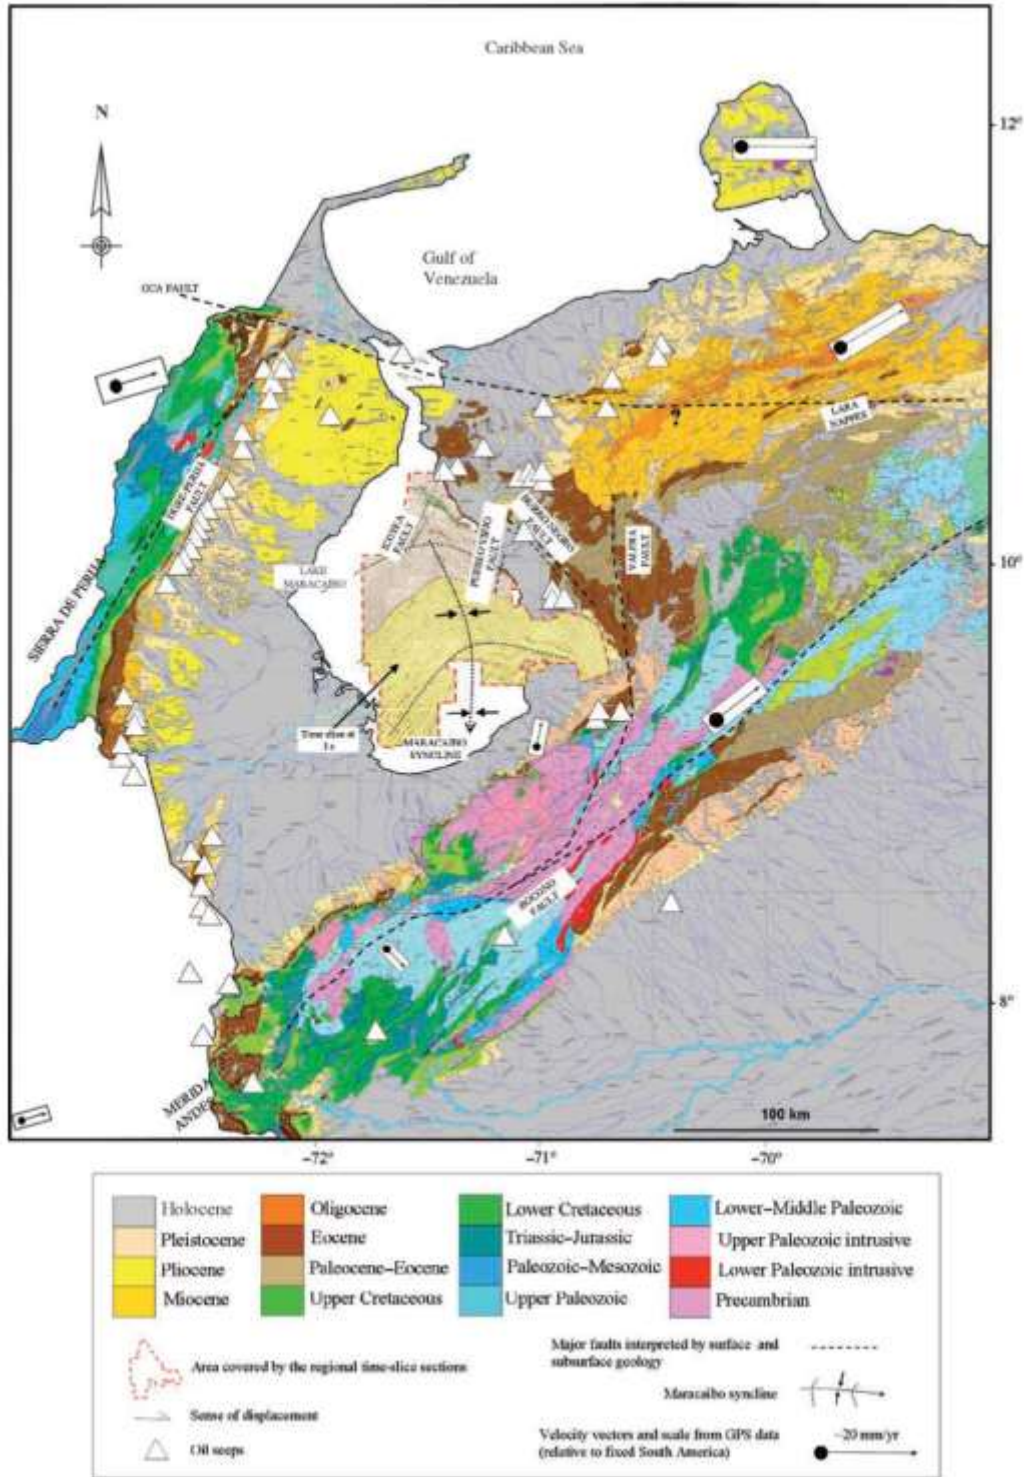 Caribbean Sea
N
12°
Gulf of
Venezuela
OCA FAULT
LARA
NAPPES
?
PERIJA
FAULT
ICOTEA
FAULT
PUEBLO VIEJO
FAULT
BURRO NEGRO
FAULT
VALERA
FAULT
10°
LAKE
MARACAIBO
SIERRA DE PERIJA
Time slice at
MARACAIBO
SYNCLINE
BOCONO
FAULT
8°
MERIDA
ANDES
100 km
-72°
-71°
-70°
Holocene
Oligocene
Lower Cretaceous
Lower-Middle Paleozoic
Pleistocene
Eocene
Triassic-Jurassic
Upper Paleozoic intrusive
Pliocene
Paleocene-Eocene
Paleozoic-Mesozoic
Lower Paleozoic intrusive
Miocene
Upper Cretaceous
Upper Paleozoic
Precambrian
Area covered by the regional time-slice sections
Major faults interpreted by surface and
subsurface geology
Sense of displacement
Maracaibo syncline
Oil seeps
Velocity vectors and scale from GPS data
(relative to fixed South America)
~20 mm/yr